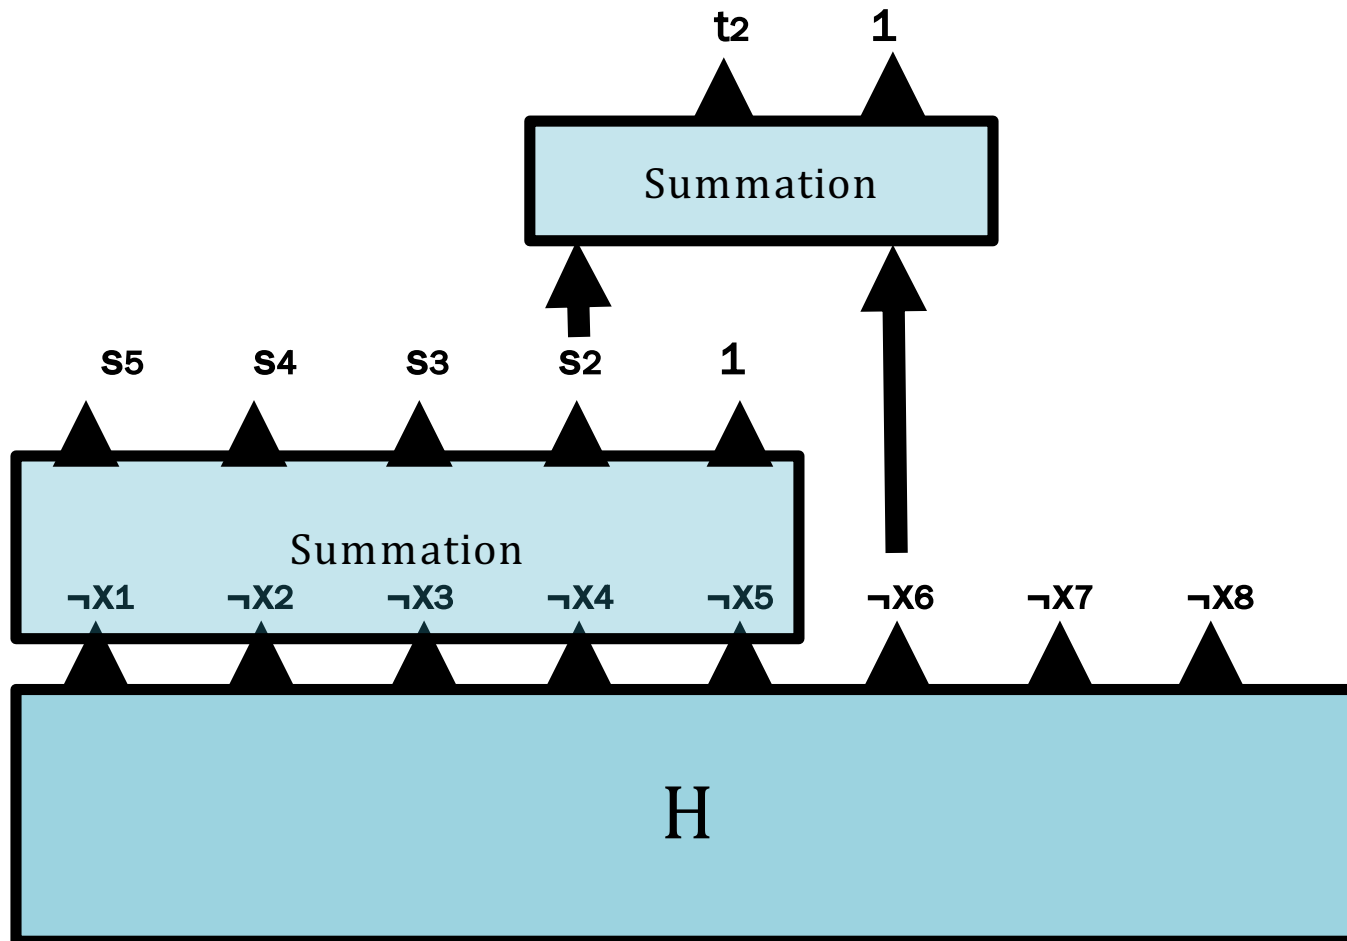 t2 1
Summation
S5 S4 S3 S2 1
Summation
¬X1 ¬X2 ¬X3 ¬X4 ¬X5 ¬X6 ¬X7 ¬X8
H